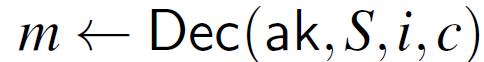 m ← Dec(ak, S, i, c)